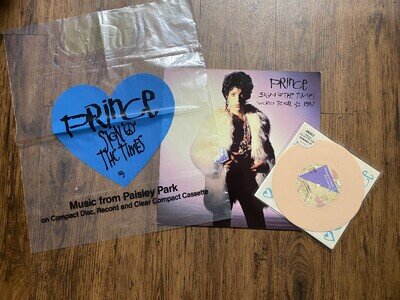 PRINCE
SIGN THE TIMES
Music from Paisley Park
on Compact Disc, Record and Clear Compact Cassette
PRINCE
SIGN THE TIMES
WORLD TOUR 1987